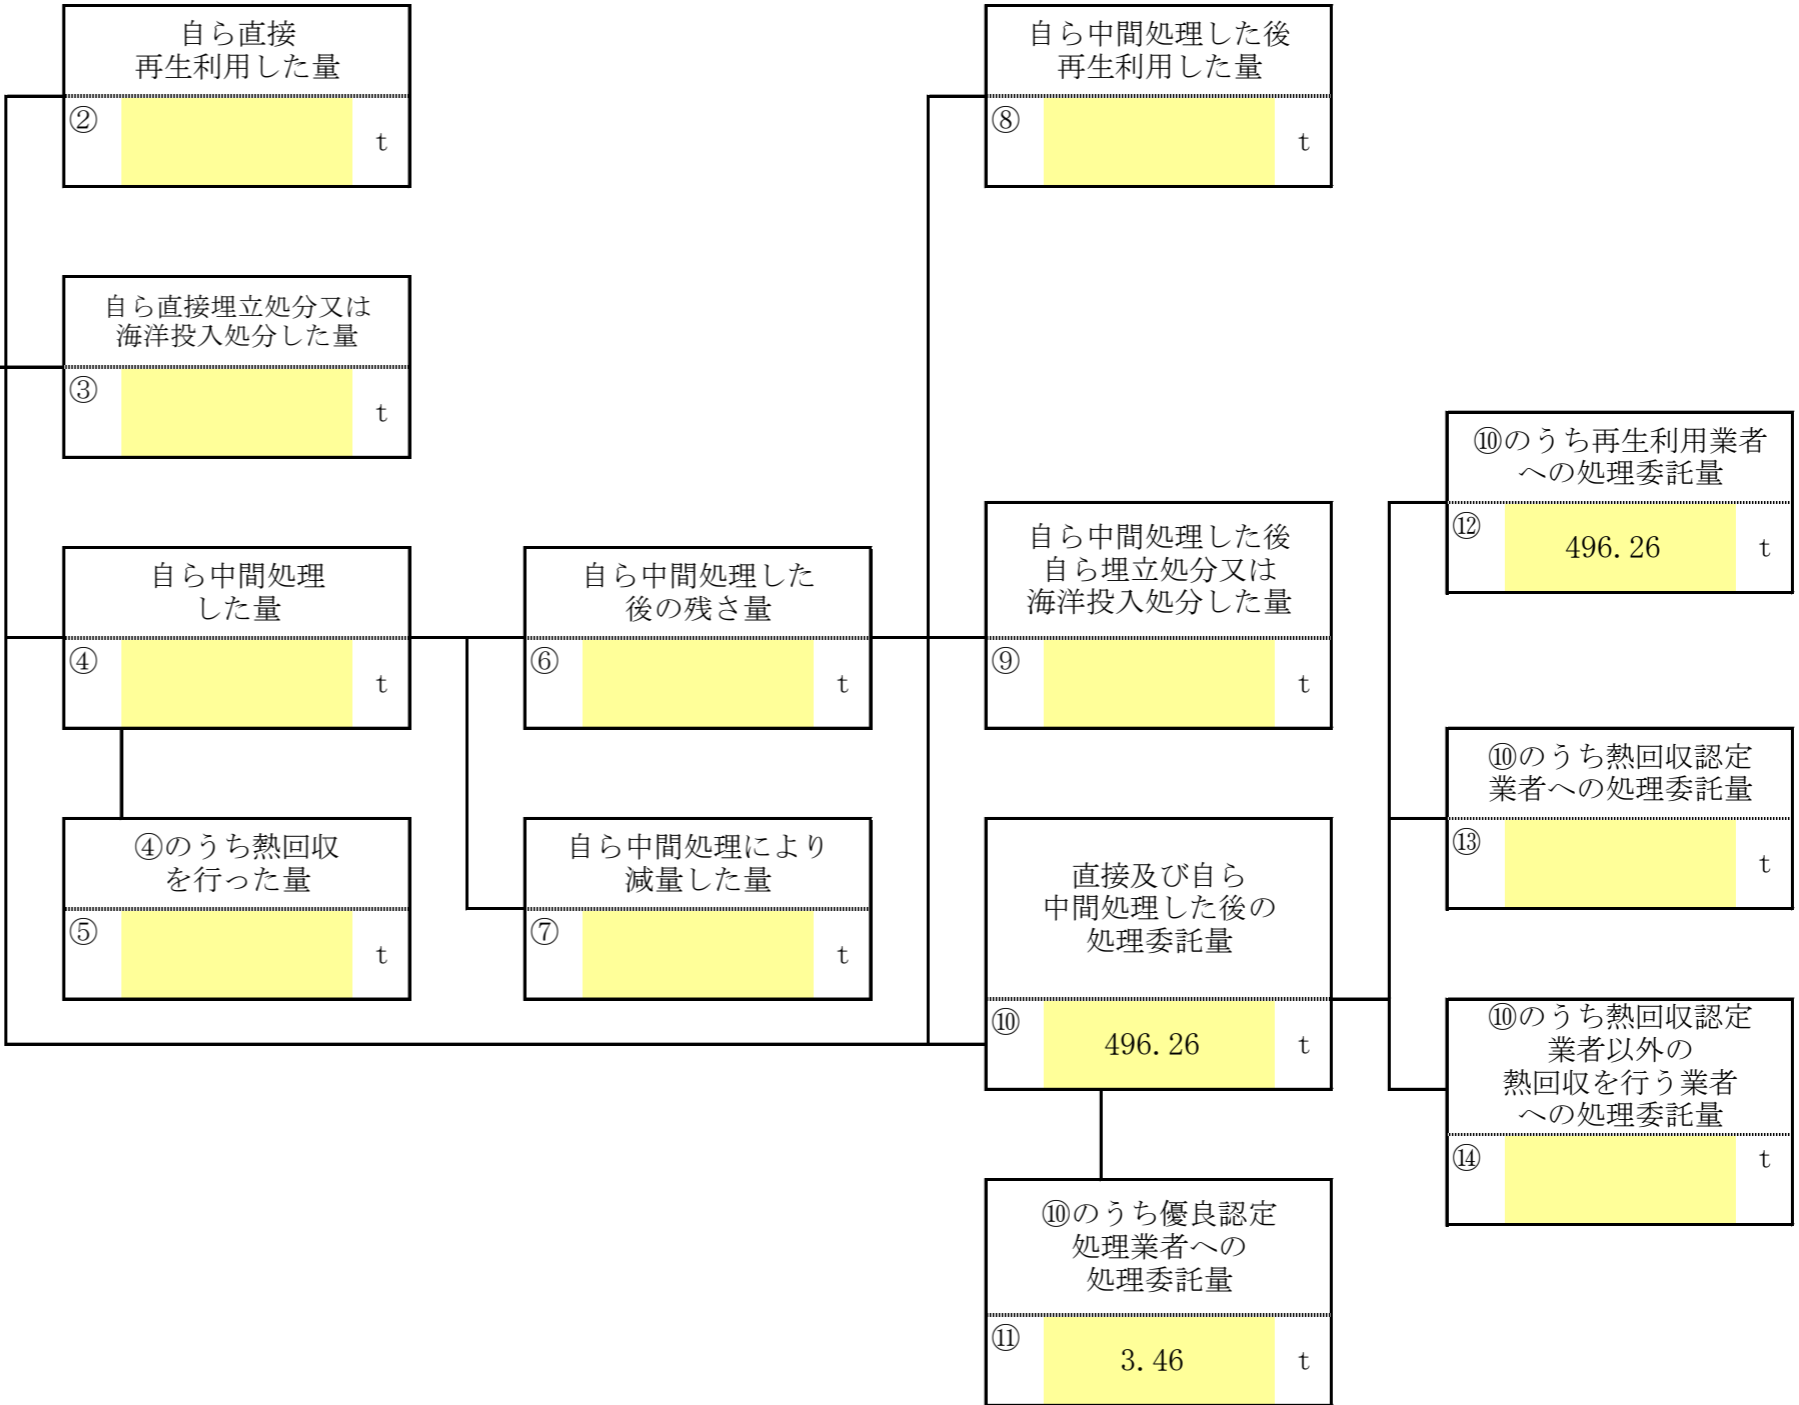 自ら直接
再生利用した量
② t
自ら中間処理した後
再生利用した量
⑧ t
自ら直接埋立処分又は
海洋投入処分した量
③ t
⑩のうち再生利用業者
への処理委託量
⑫ 496.26 t
自ら中間処理
した量
④ t
自ら中間処理した
後の残さ量
⑥ t
自ら中間処理した後
自ら埋立処分又は
海洋投入処分した量
⑨ t
⑩のうち熱回収認定
業者への処理委託量
⑬ t
④のうち熱回収
を行った量
⑤ t
自ら中間処理により
減量した量
⑦ t
直接及び自ら
中間処理した後の
処理委託量
⑩ 496.26 t
⑩のうち熱回収認定
業者以外の
熱回収を行う業者
への処理委託量
⑭ t
⑩のうち優良認定
処理業者への
処理委託量
⑪ 3.46 t